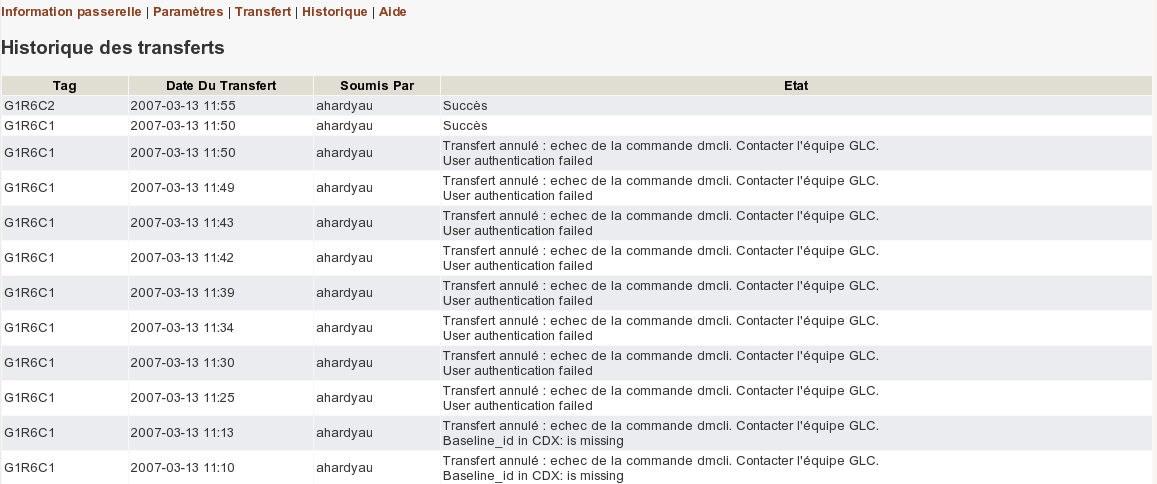 Information passerelle | Paramètres | Transfert | Historique | Aide
Historique des transferts
Tag Date Du Transfert Soumis Par Etat
G1R6C2 2007-03-13 11:55 ahardyau Succès
G1R6C1 2007-03-13 11:50 ahardyau Succès
G1R6C1 2007-03-13 11:50 ahardyau Transfert annulé : echec de la commande dmcli. Contacter l'équipe GLC.
User authentication failed
G1R6C1 2007-03-13 11:49 ahardyau Transfert annulé : echec de la commande dmcli. Contacter l'équipe GLC.
User authentication failed
G1R6C1 2007-03-13 11:43 ahardyau Transfert annulé : echec de la commande dmcli. Contacter l'équipe GLC.
User authentication failed
G1R6C1 2007-03-13 11:42 ahardyau Transfert annulé : echec de la commande dmcli. Contacter l'équipe GLC.
User authentication failed
G1R6C1 2007-03-13 11:39 ahardyau Transfert annulé : echec de la commande dmcli. Contacter l'équipe GLC.
User authentication failed
G1R6C1 2007-03-13 11:34 ahardyau Transfert annulé : echec de la commande dmcli. Contacter l'équipe GLC.
User authentication failed
G1R6C1 2007-03-13 11:30 ahardyau Transfert annulé : echec de la commande dmcli. Contacter l'équipe GLC.
User authentication failed
G1R6C1 2007-03-13 11:25 ahardyau Transfert annulé : echec de la commande dmcli. Contacter l'équipe GLC.
User authentication failed
G1R6C1 2007-03-13 11:13 ahardyau Transfert annulé : echec de la commande dmcli. Contacter l'équipe GLC.
Baseline_id in CDX: is missing
G1R6C1 2007-03-13 11:10 ahardyau Transfert annulé : echec de la commande dmcli. Contacter l'équipe GLC.
Baseline_id in CDX: is missing